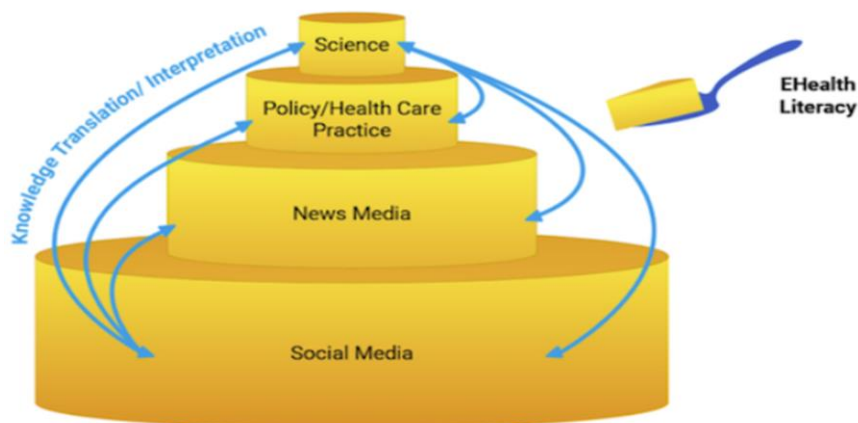 Science
Knowledge Translation/ Interpretation
Policy/Health Care
Practice
EHealth
Literacy
News Media
Social Media